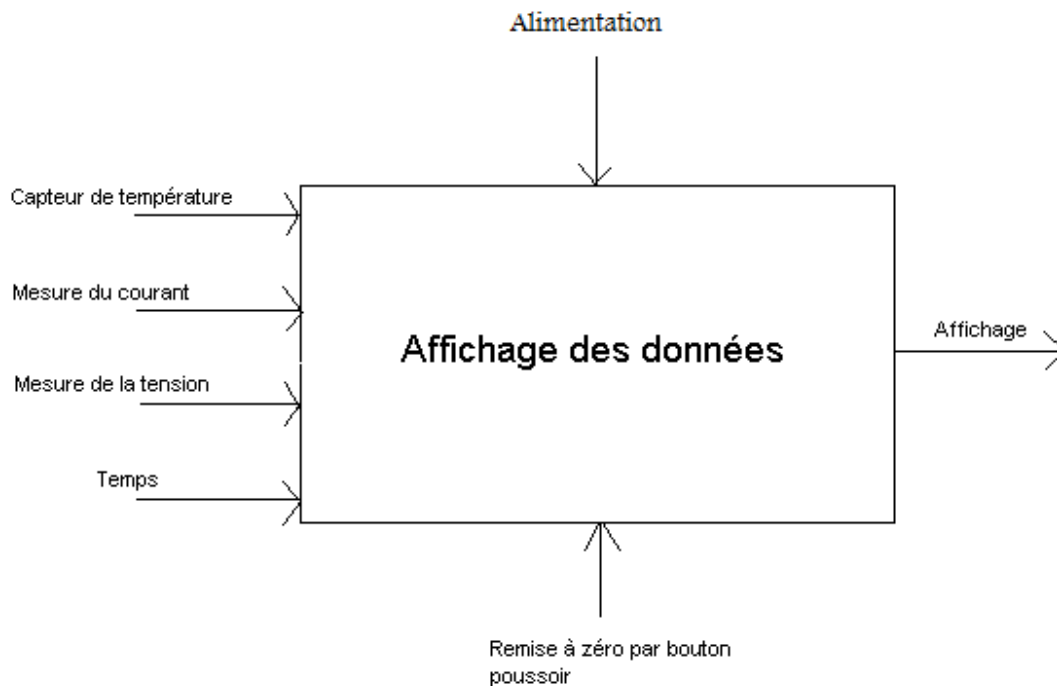 Alimentation
Capteur de température
Mesure du courant
Affichage des données
Affichage
Mesure de la tension
Temps
Remise à zéro par bouton
poussoir